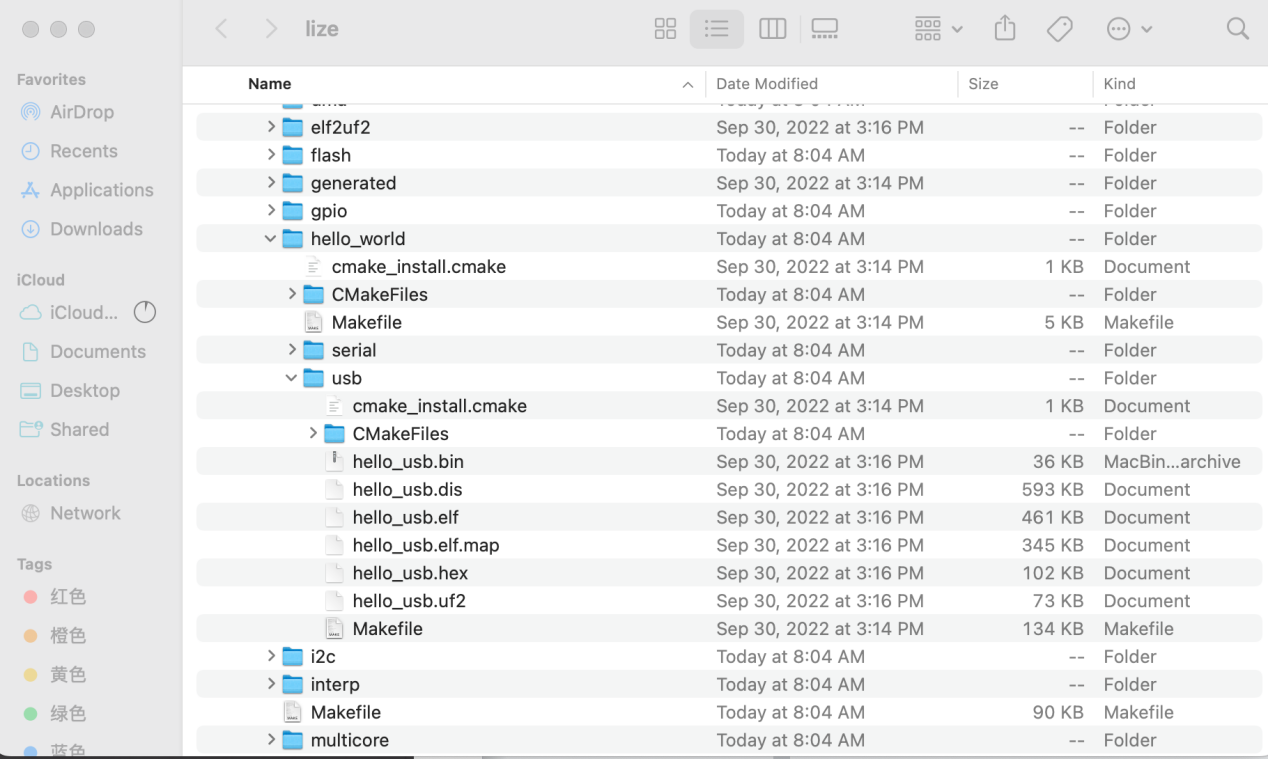 lize
Favorites
AirDrop
Recents
Applications
Downloads
iCloud
iCloud...
Documents
Desktop
Shared
Locations
Network
Tags
红色
橙色
黄色
绿色
蓝色
Name Date Modified Size Kind
elf2uf2 Sep 30, 2022 at 3:16 PM -- Folder
flash Today at 8:04 AM -- Folder
generated Sep 30, 2022 at 3:14 PM -- Folder
gpio Today at 8:04 AM -- Folder
hello_world Today at 8:04 AM -- Folder
cmake_install.cmake Sep 30, 2022 at 3:14 PM 1 KB Document
CMakeFiles Today at 8:04 AM -- Folder
Makefile Sep 30, 2022 at 3:14 PM 5 KB Makefile
serial Today at 8:04 AM -- Folder
usb Today at 8:04 AM -- Folder
cmake_install.cmake Sep 30, 2022 at 3:14 PM 1 KB Document
CMakeFiles Today at 8:04 AM -- Folder
hello_usb.bin Sep 30, 2022 at 3:16 PM 36 KB MacBin...archive
hello_usb.dis Sep 30, 2022 at 3:16 PM 593 KB Document
hello_usb.elf Sep 30, 2022 at 3:16 PM 461 KB Document
hello_usb.elf.map Sep 30, 2022 at 3:16 PM 345 KB Document
hello_usb.hex Sep 30, 2022 at 3:16 PM 102 KB Document
hello_usb.uf2 Sep 30, 2022 at 3:16 PM 73 KB Document
Makefile Sep 30, 2022 at 3:14 PM 134 KB Makefile
i2c Today at 8:04 AM -- Folder
interp Today at 8:04 AM -- Folder
Makefile Today at 8:04 AM 90 KB Makefile
multicore Today at 8:04 AM -- Folder